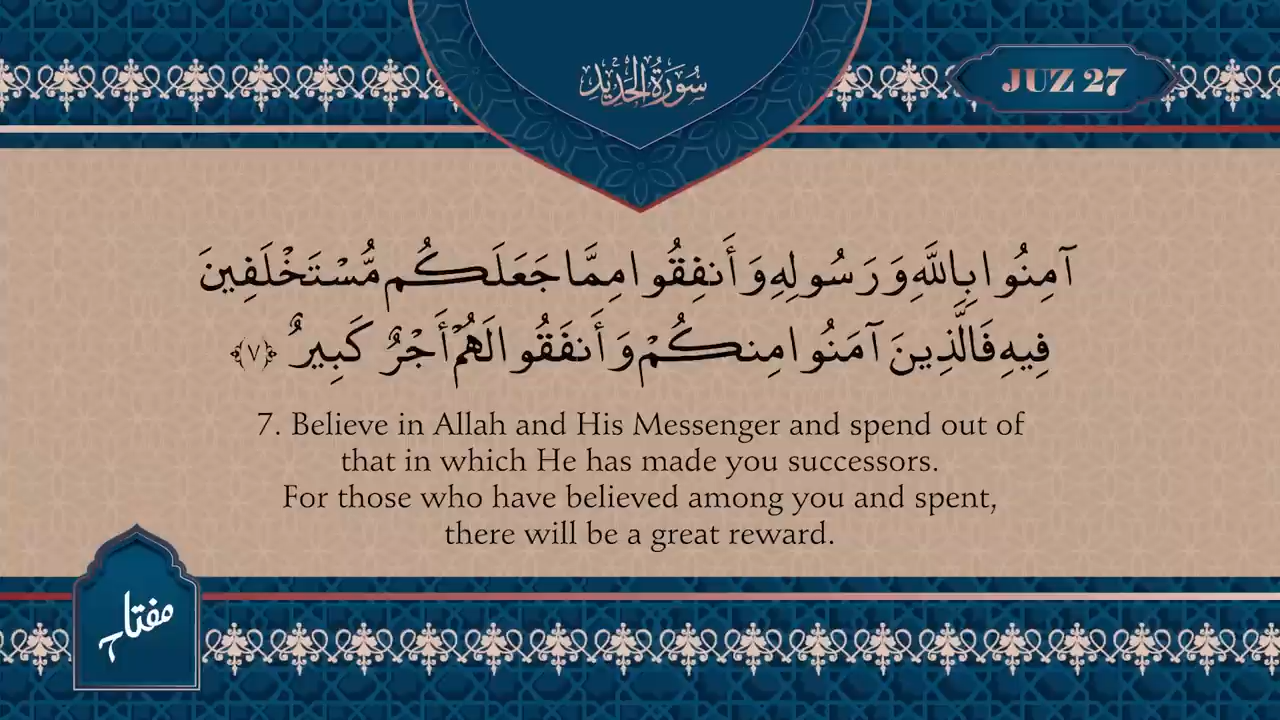 سُورَةُ الْحَدِيدِ
JUZ 27
آمِنُوا بِاللَّهِ وَرَسُولِهِ وَأَنفِقُوا مِمَّا جَعَلَكُم مُّسْتَخْلَفِينَ
فِيهِ فَالَّذِينَ آمَنُوا مِنكُمْ وَأَنفَقُوا لَهُمْ أَجْرٌ كَبِيرٌ ﴿٧﴾
7. Believe in Allah and His Messenger and spend out of
that in which He has made you successors.
For those who have believed among you and spent,
there will be a great reward.
مفتاح